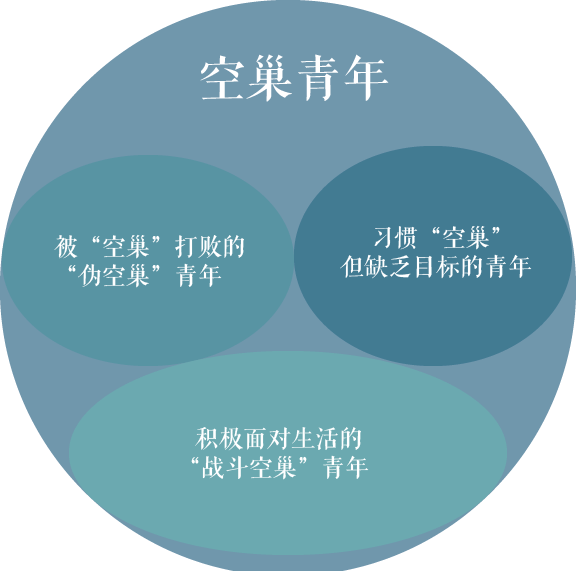 空巢青年
被“空巢”打败的
“伪空巢”青年
习惯“空巢”
但缺乏目标的青年
积极面对生活的
“战斗空巢”青年